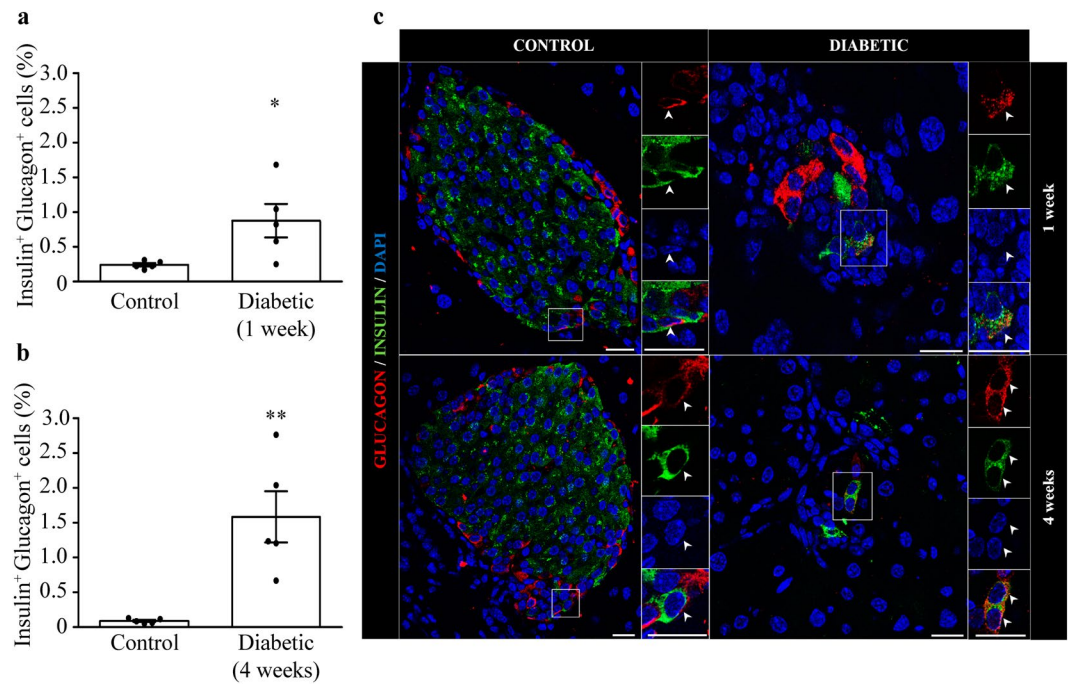 a
Insulin⁺ Glucagon⁺ cells (%)
3.0
2.5
2.0
1.5
1.0
0.5
0
*
Control
Diabetic
(1 week)
b
Insulin⁺ Glucagon⁺ cells (%)
3.0
2.5
2.0
1.5
1.0
0.5
0
**
Control
Diabetic
(4 weeks)
c
CONTROL
DIABETIC
GLUCAGON / INSULIN / DAPI
1 week
4 weeks